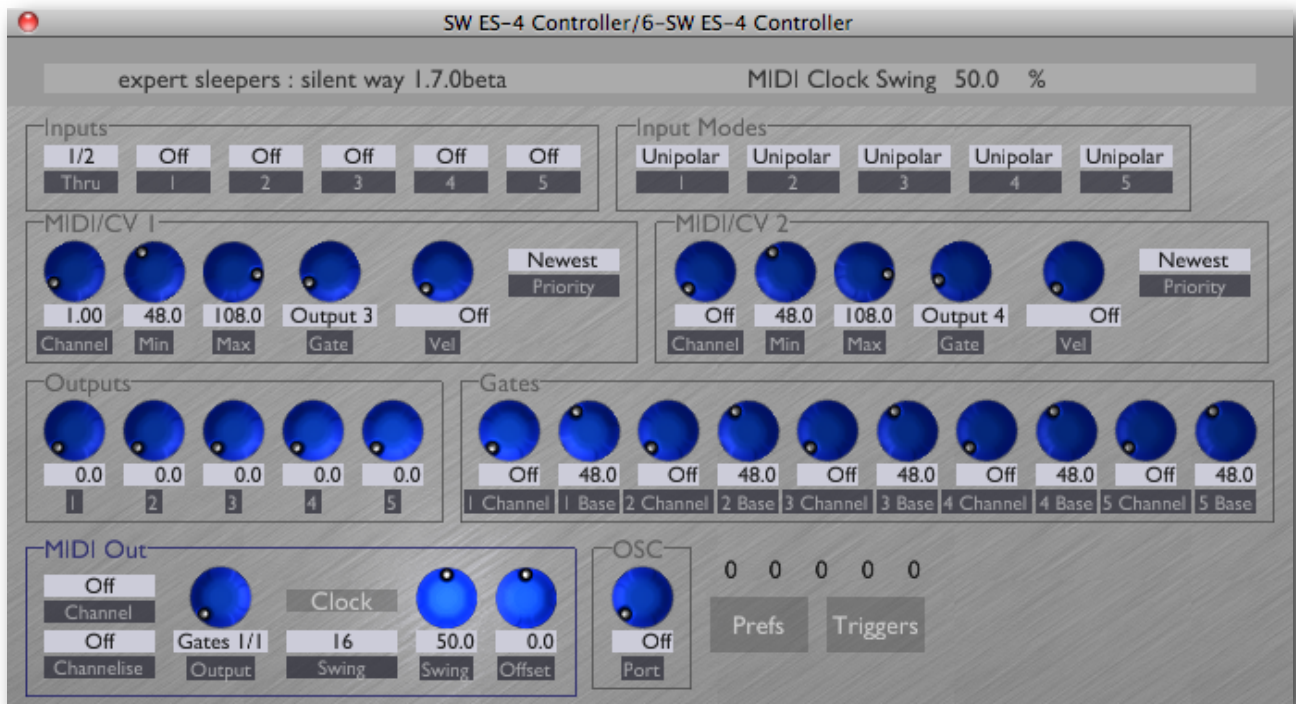 SW ES-4 Controller/6-SW ES-4 Controller
expert sleepers : silent way 1.7.0beta MIDI Clock Swing 50.0 %
Inputs Input Modes
1/2 Off Off Off Off Off Unipolar Unipolar Unipolar Unipolar Unipolar
Thru 1 2 3 4 5 1 2 3 4 5
MIDI/CV 1 MIDI/CV 2
Newest Newest
Priority Priority
1.00 48.0 108.0 Output 3 Off Off 48.0 108.0 Output 4 Off
Channel Min Max Gate Vel Channel Min Max Gate Vel
Outputs Gates
0.0 0.0 0.0 0.0 0.0 Off 48.0 Off 48.0 Off 48.0 Off 48.0 Off 48.0
1 2 3 4 5 1 Channel 1 Base 2 Channel 2 Base 3 Channel 3 Base 4 Channel 4 Base 5 Channel 5 Base
MIDI Out OSC
0 0 0 0 0
Off Clock
Channel Prefs Triggers
Off Gates 1/1 16 50.0 0.0 Off
Channelise Output Swing Swing Offset Port